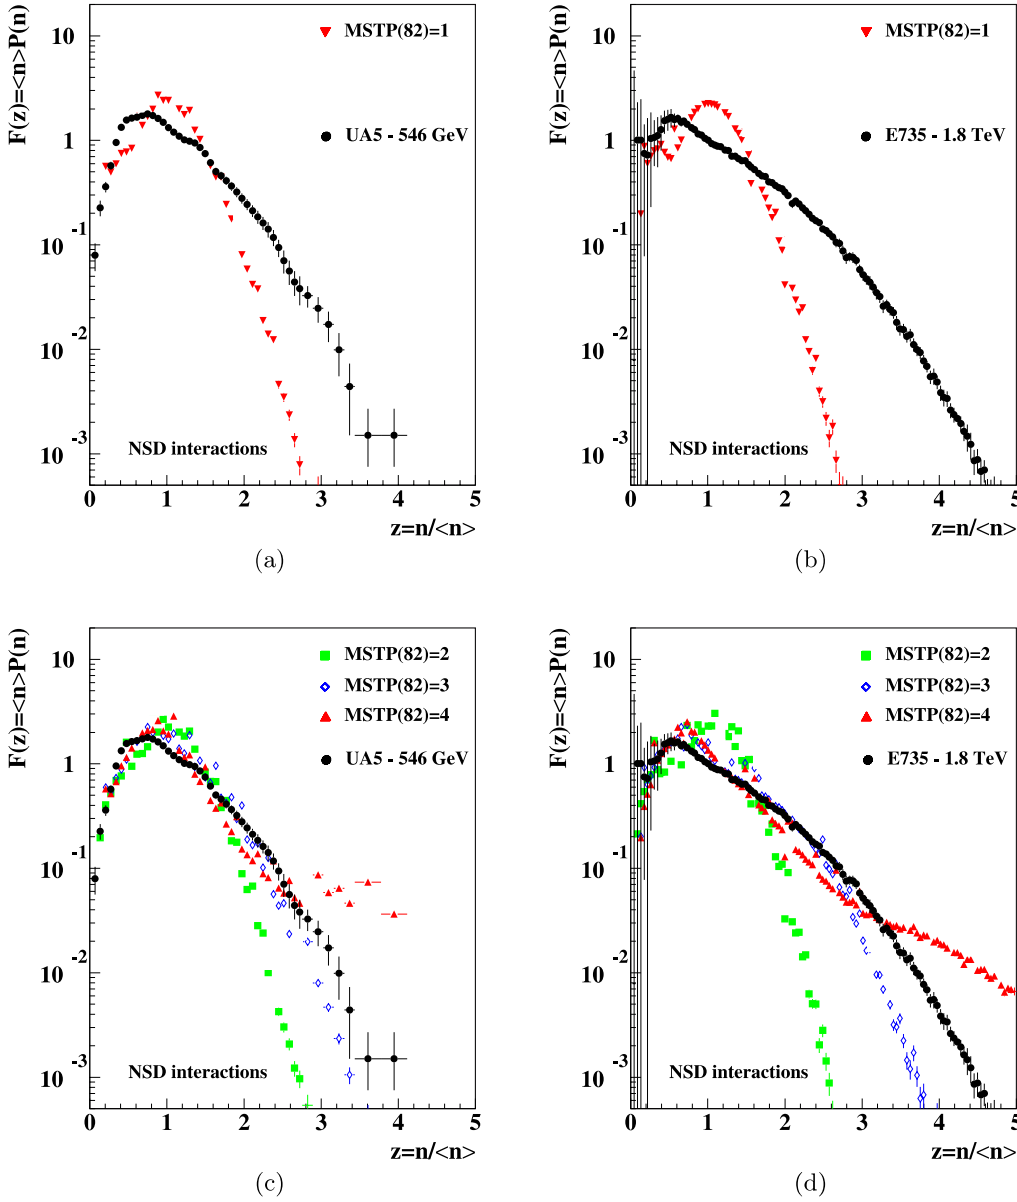 F(z)=<n>P(n)
10
1
10⁻¹
10⁻²
10⁻³
MSTP(82)=1
UA5 - 546 GeV
NSD interactions
0 1 2 3 4 5
z=n/<n>
(a)
F(z)=<n>P(n)
10
1
10⁻¹
10⁻²
10⁻³
MSTP(82)=1
E735 - 1.8 TeV
NSD interactions
0 1 2 3 4 5
z=n/<n>
(b)
F(z)=<n>P(n)
10
1
10⁻¹
10⁻²
10⁻³
MSTP(82)=2
MSTP(82)=3
MSTP(82)=4
UA5 - 546 GeV
NSD interactions
0 1 2 3 4 5
z=n/<n>
(c)
F(z)=<n>P(n)
10
1
10⁻¹
10⁻²
10⁻³
MSTP(82)=2
MSTP(82)=3
MSTP(82)=4
E735 - 1.8 TeV
NSD interactions
0 1 2 3 4 5
z=n/<n>
(d)